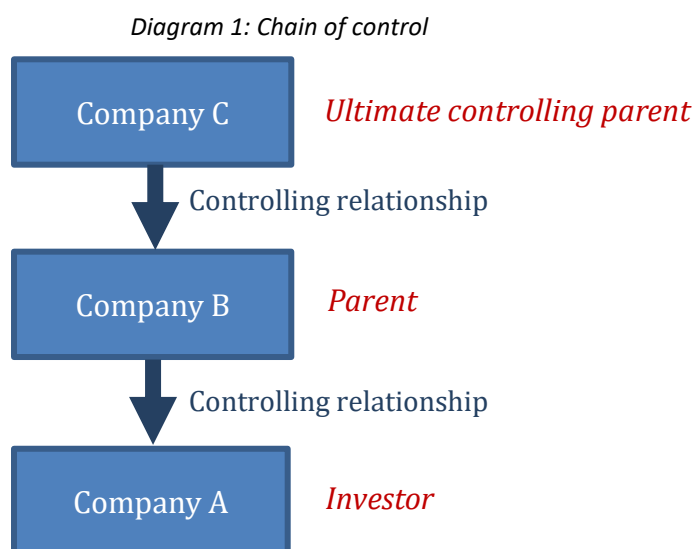 Diagram 1: Chain of control
Company C
Ultimate controlling parent
Controlling relationship
Company B
Parent
Controlling relationship
Company A
Investor